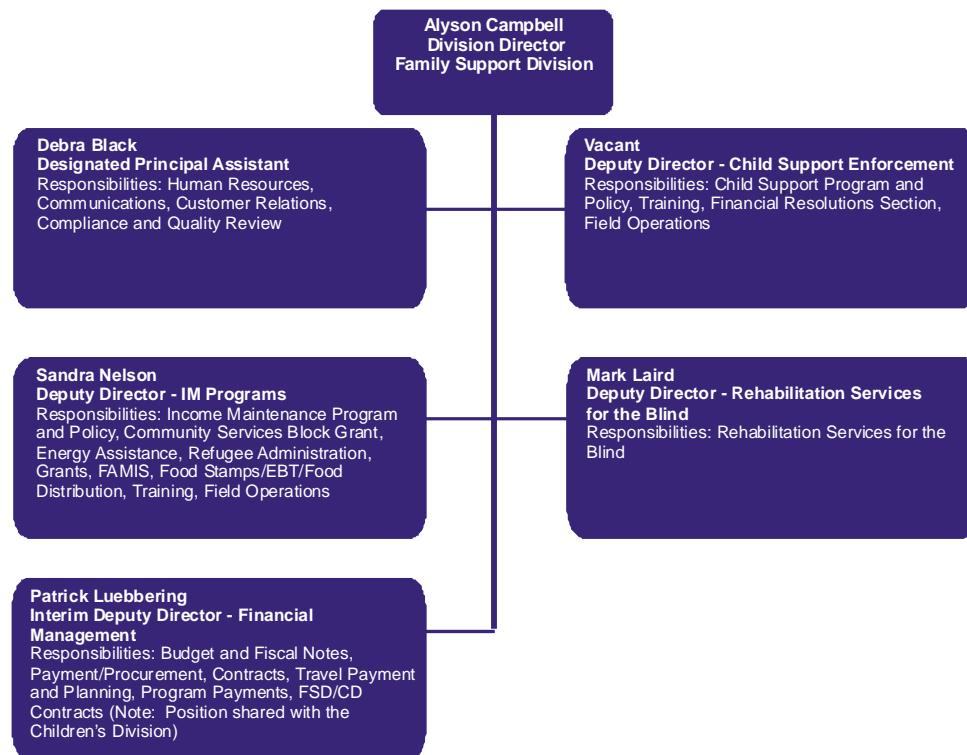 Alyson Campbell
Division Director
Family Support Division
Debra Black
Designated Principal Assistant
Responsibilities: Human Resources,
Communications, Customer Relations,
Compliance and Quality Review
Vacant
Deputy Director - Child Support Enforcement
Responsibilities: Child Support Program and
Policy, Training, Financial Resolutions Section,
Field Operations
Sandra Nelson
Deputy Director - IM Programs
Responsibilities: Income Maintenance Program
and Policy, Community Services Block Grant,
Energy Assistance, Refugee Administration,
Grants, FAMIS, Food Stamps/EBT/Food
Distribution, Training, Field Operations
Mark Laird
Deputy Director - Rehabilitation Services
for the Blind
Responsibilities: Rehabilitation Services for the
Blind
Patrick Luebbering
Interim Deputy Director - Financial
Management
Responsibilities: Budget and Fiscal Notes,
Payment/Procurement, Contracts, Travel Payment
and Planning, Program Payments, FSD/CD
Contracts (Note: Position shared with the
Children's Division)